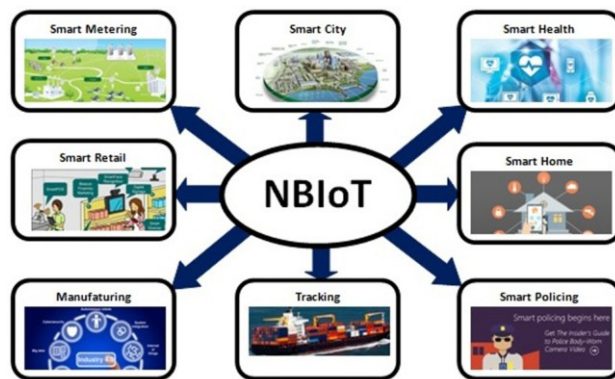 Smart Metering
Smart City
Smart Health
Smart Retail
NBIoT
Smart Home
Manufaturing
Tracking
Smart Policing
Industry
Smart policing begins here
Get The Insider's Guide
to Police Body-Worn
Camera Video